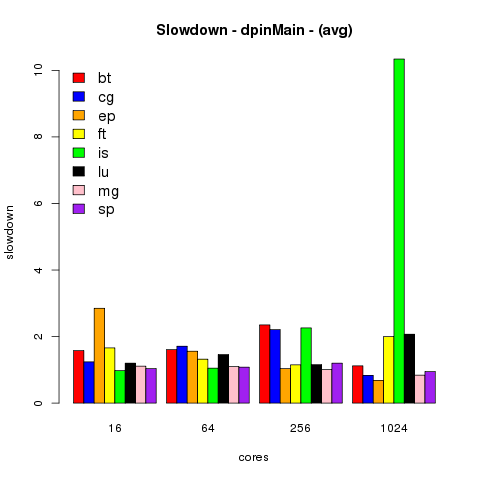 Slowdown - dpinMain - (avg)
slowdown
10
8
6
4
2
0
bt
cg
ep
ft
is
lu
mg
sp
16 64 256 1024
cores